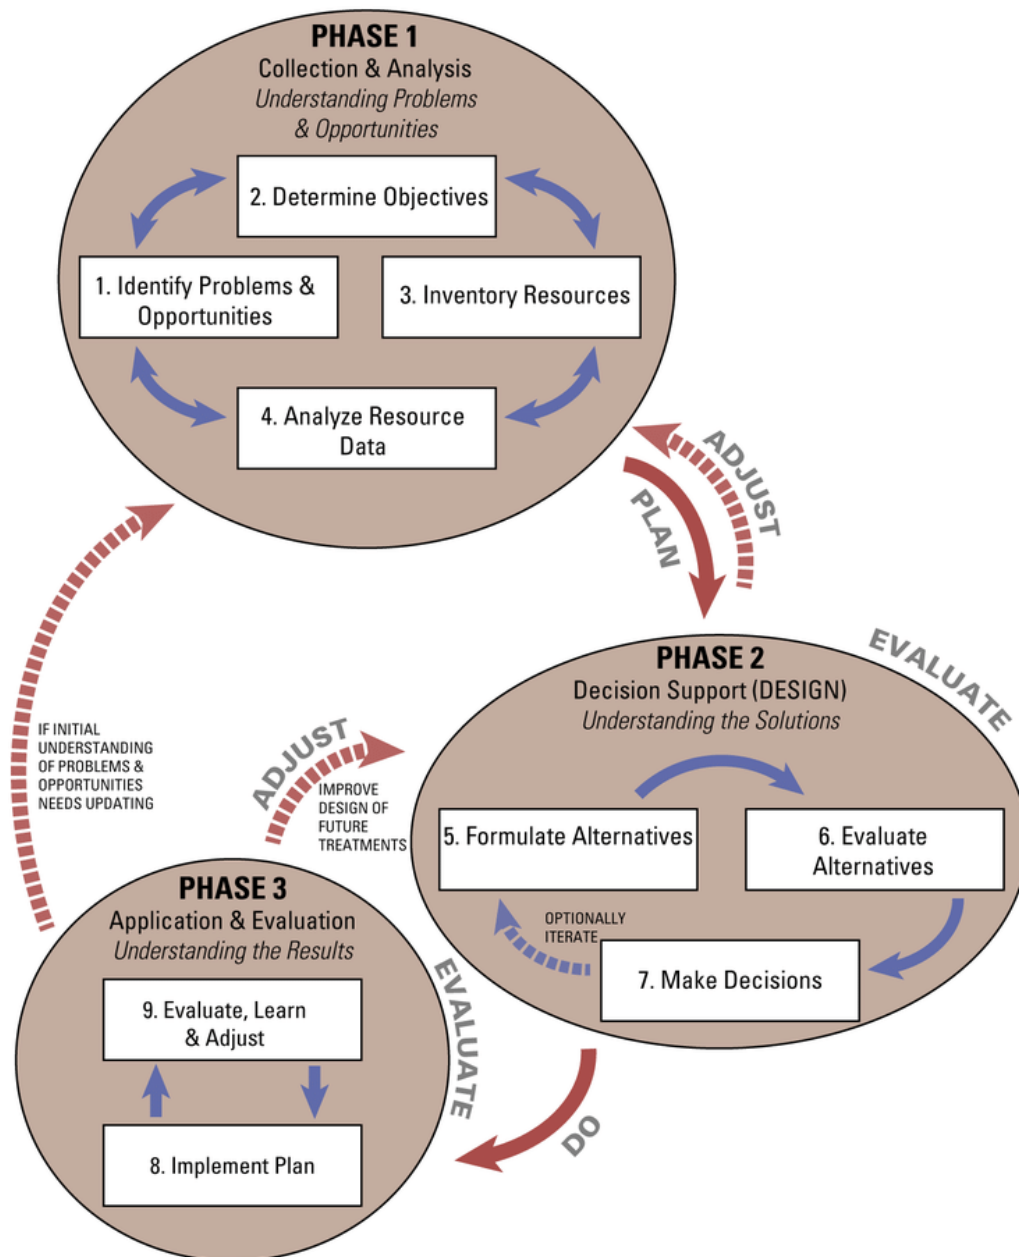 PHASE 1
Collection & Analysis
Understanding Problems
& Opportunities
2. Determine Objectives
1. Identify Problems &
Opportunities
3. Inventory Resources
4. Analyze Resource
Data
ADJUST
PLAN
PHASE 2
Decision Support (DESIGN)
Understanding the Solutions
EVALUATE
5. Formulate Alternatives
6. Evaluate
Alternatives
OPTIONALLY
ITERATE
7. Make Decisions
IF INITIAL
UNDERSTANDING
OF PROBLEMS &
OPPORTUNITIES
NEEDS UPDATING
ADJUST
IMPROVE
DESIGN OF
FUTURE
TREATMENTS
PHASE 3
Application & Evaluation
Understanding the Results
EVALUATE
9. Evaluate, Learn
& Adjust
8. Implement Plan
DO